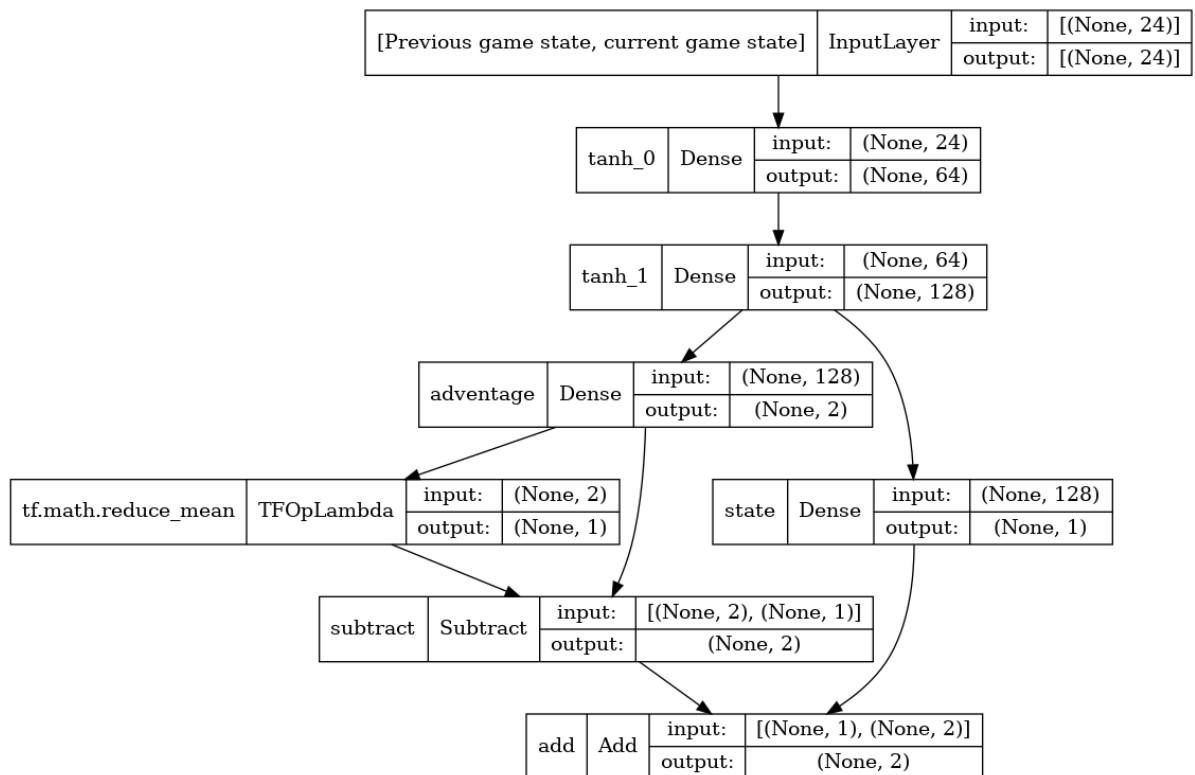 [Previous game state, current game state] InputLayer input: [(None, 24)]
output: [(None, 24)]
tanh_0 Dense input: (None, 24)
output: (None, 64)
tanh_1 Dense input: (None, 64)
output: (None, 128)
adventage Dense input: (None, 128)
output: (None, 2)
tf.math.reduce_mean TFOpLambda input: (None, 2)
output: (None, 1)
state Dense input: (None, 128)
output: (None, 1)
subtract Subtract input: [(None, 2), (None, 1)]
output: (None, 2)
add Add input: [(None, 1), (None, 2)]
output: (None, 2)